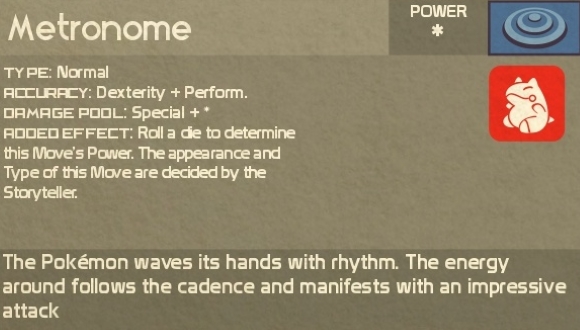 Metronome
POWER
*
TYPE: Normal
ACCURACY: Dexterity + Perform.
DAMAGE POOL: Special + *
ADDED EFFECT: Roll a die to determine
this Move's Power. The appearance and
Type of this Move are decided by the
Storyteller.
The Pokémon waves its hands with rhythm. The energy
around follows the cadence and manifests with an impressive
attack